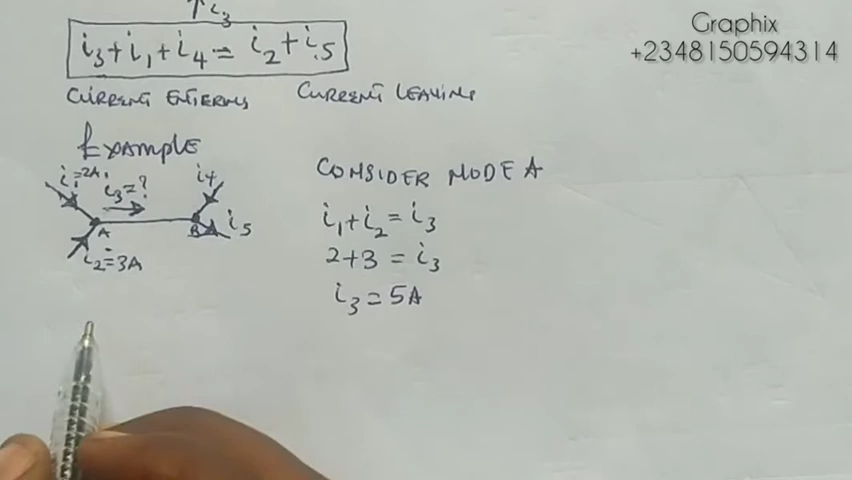 ↑i3
Graphix
+2348150594314
i3+i1+i4 = i2+i5
CURRENT ENTERING CURRENT LEAVING
Example
i1=2A
i3=?
i4
A
B
i5
i2=3A
CONSIDER NODE A
i1+i2 = i3
2+3 = i3
i3 = 5A